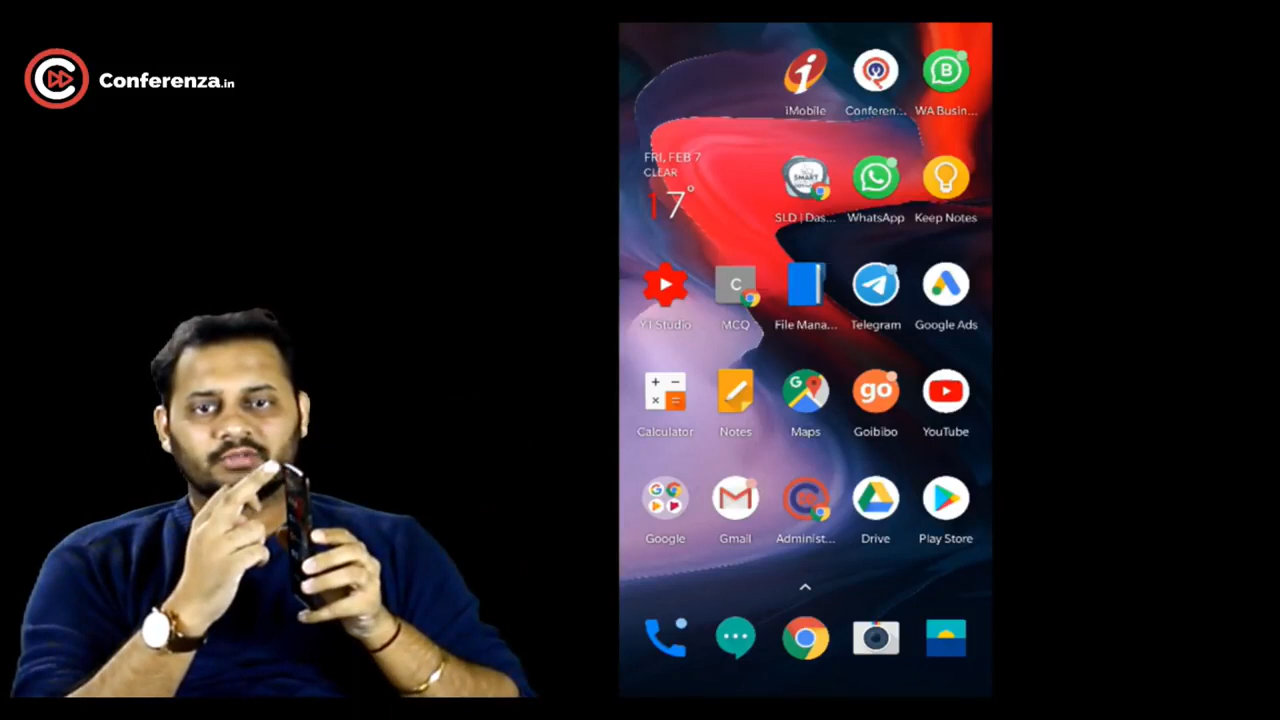 Conferenza.in
iMobile
Conferen...
WA Busin...
B
FRI, FEB 7
CLEAR
17°
SMART
SLD | Das...
WhatsApp
Keep Notes
C
YT Studio
MCQ
File Mana...
Telegram
Google Ads
G
go
Calculator
Notes
Maps
Goibibo
YouTube
Google
Gmail
Administ...
Drive
Play Store